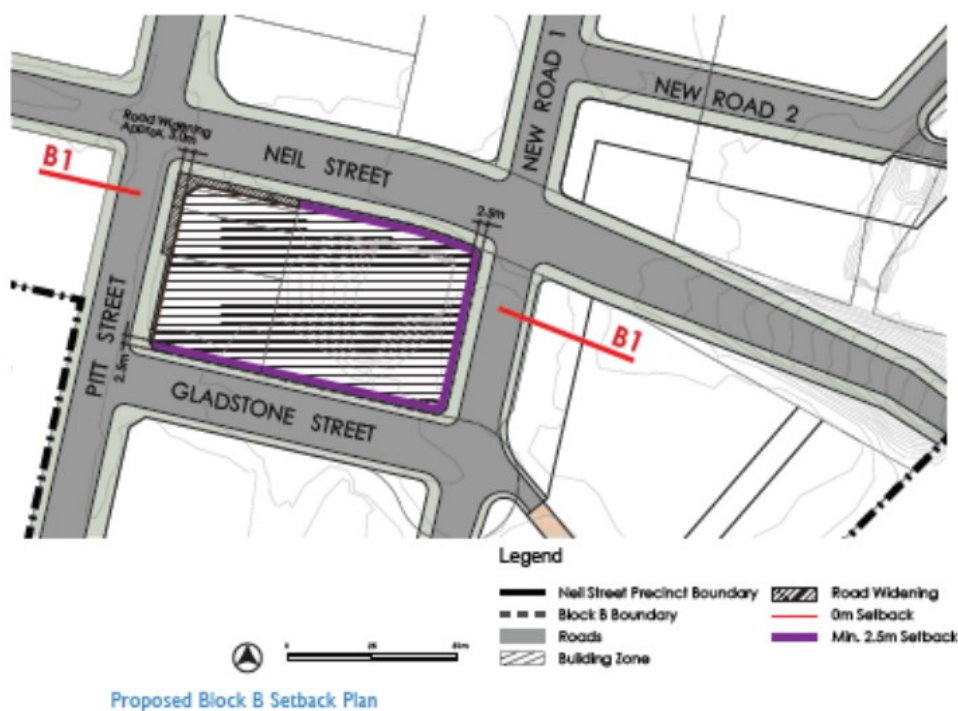 NEW ROAD 1
NEW ROAD 2
Road Widening
Approx. 3.0m
NEIL STREET
B1
2.5m
PITT STREET
2.5m
B1
GLADSTONE STREET
Legend
Neil Street Precinct Boundary
Block B Boundary
Roads
Building Zone
Road Widening
0m Setback
Min. 2.5m Setback
0
25
50m
Proposed Block B Setback Plan